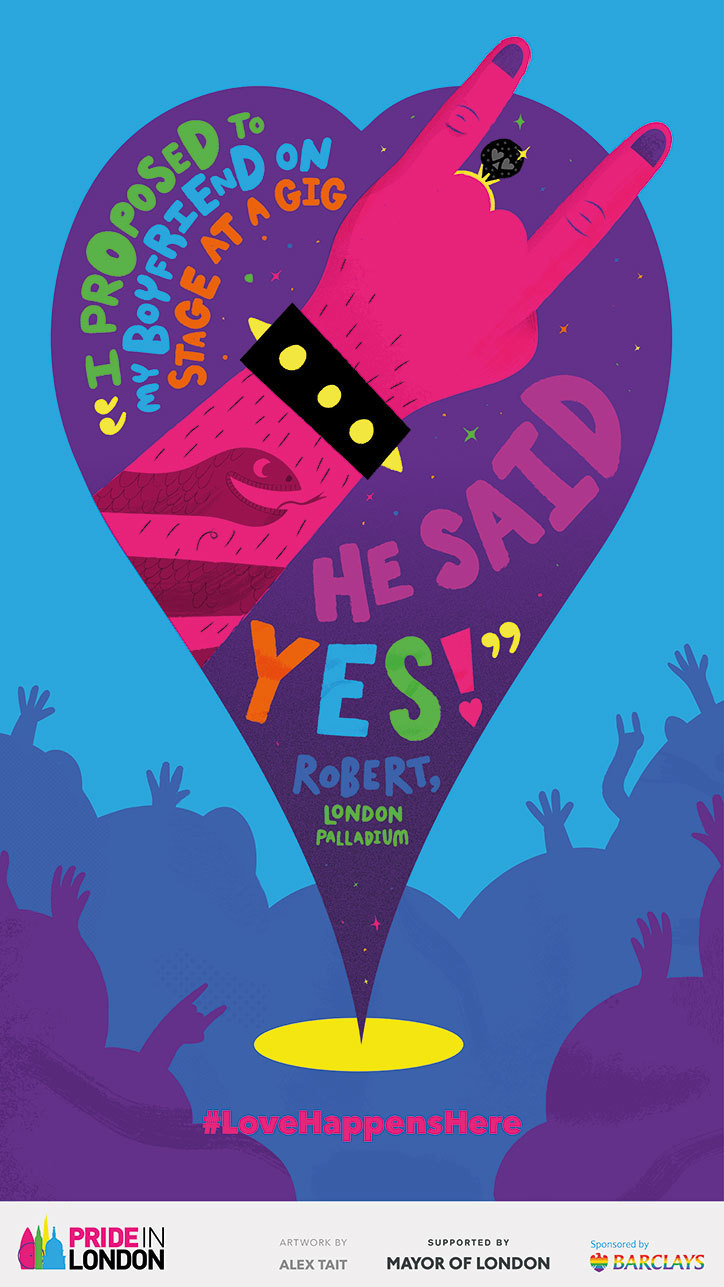 “I PROPOSED TO
MY BOYFRIEND ON
STAGE AT A GIG
HE SAID
YES!”
ROBERT,
LONDON
PALLADIUM
#LoveHappensHere
PRIDE IN
LONDON
ARTWORK BY
ALEX TAIT
SUPPORTED BY
MAYOR OF LONDON
Sponsored by
BARCLAYS